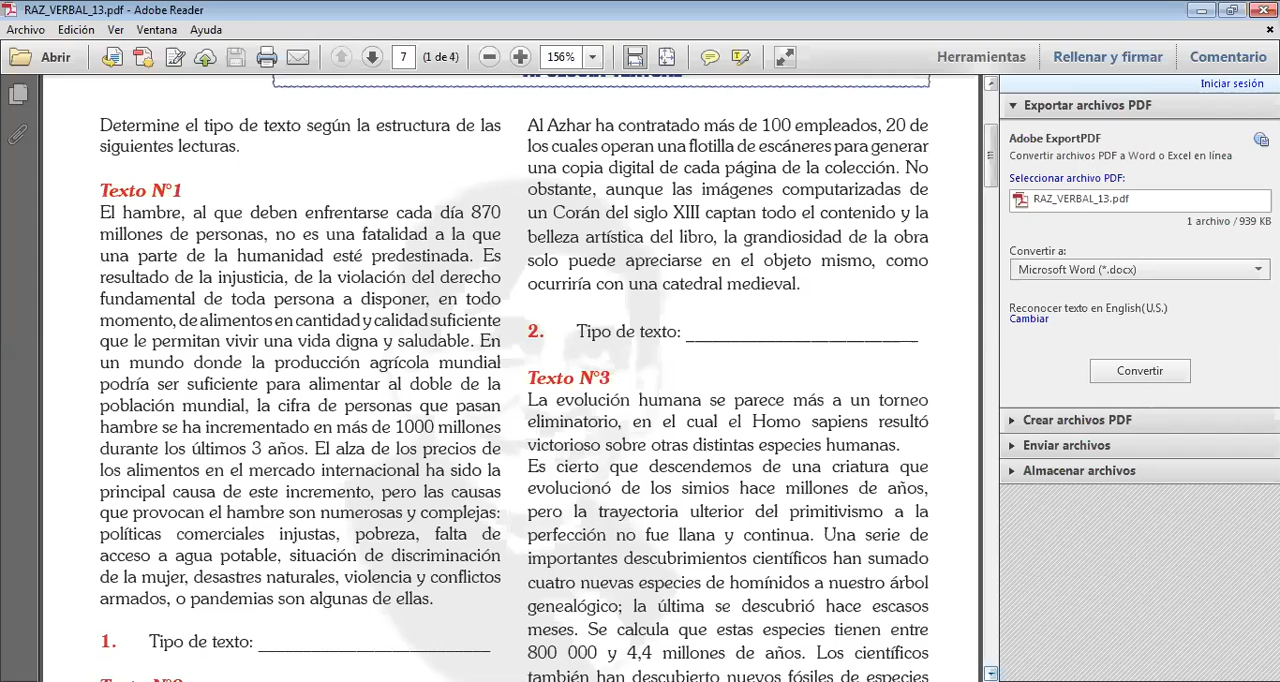 RAZ_VERBAL_13.pdf - Adobe Reader
Archivo Edición Ver Ventana Ayuda
Abrir 7 (1 de 4) 156% Herramientas Rellenar y firmar Comentario
Determine el tipo de texto según la estructura de las
siguientes lecturas.
Texto N°1
El hambre, al que deben enfrentarse cada día 870
millones de personas, no es una fatalidad a la que
una parte de la humanidad esté predestinada. Es
resultado de la injusticia, de la violación del derecho
fundamental de toda persona a disponer, en todo
momento, de alimentos en cantidad y calidad suficiente
que le permitan vivir una vida digna y saludable. En
un mundo donde la producción agrícola mundial
podría ser suficiente para alimentar al doble de la
población mundial, la cifra de personas que pasan
hambre se ha incrementado en más de 1000 millones
durante los últimos 3 años. El alza de los precios de
los alimentos en el mercado internacional ha sido la
principal causa de este incremento, pero las causas
que provocan el hambre son numerosas y complejas:
políticas comerciales injustas, pobreza, falta de
acceso a agua potable, situación de discriminación
de la mujer, desastres naturales, violencia y conflictos
armados, o pandemias son algunas de ellas.
1. Tipo de texto: ____________________
Al Azhar ha contratado más de 100 empleados, 20 de
los cuales operan una flotilla de escáneres para generar
una copia digital de cada página de la colección. No
obstante, aunque las imágenes computarizadas de
un Corán del siglo XIII captan todo el contenido y la
belleza artística del libro, la grandiosidad de la obra
solo puede apreciarse en el objeto mismo, como
ocurriría con una catedral medieval.
2. Tipo de texto: ____________________
Texto N°3
La evolución humana se parece más a un torneo
eliminatorio, en el cual el Homo sapiens resultó
victorioso sobre otras distintas especies humanas.
Es cierto que descendemos de una criatura que
evolucionó de los simios hace millones de años,
pero la trayectoria ulterior del primitivismo a la
perfección no fue llana y continua. Una serie de
importantes descubrimientos científicos han sumado
cuatro nuevas especies de homínidos a nuestro árbol
genealógico; la última se descubrió hace escasos
meses. Se calcula que estas especies tienen entre
800 000 y 4,4 millones de años. Los científicos
también han descubierto nuevos fósiles de especies
Iniciar sesión
Exportar archivos PDF
Adobe ExportPDF
Convertir archivos PDF a Word o Excel en línea
Seleccionar archivo PDF:
RAZ_VERBAL_13.pdf
1 archivo / 939 KB
Convertir a:
Microsoft Word (*.docx)
Reconocer texto en English(U.S.)
Cambiar
Convertir
Crear archivos PDF
Enviar archivos
Almacenar archivos